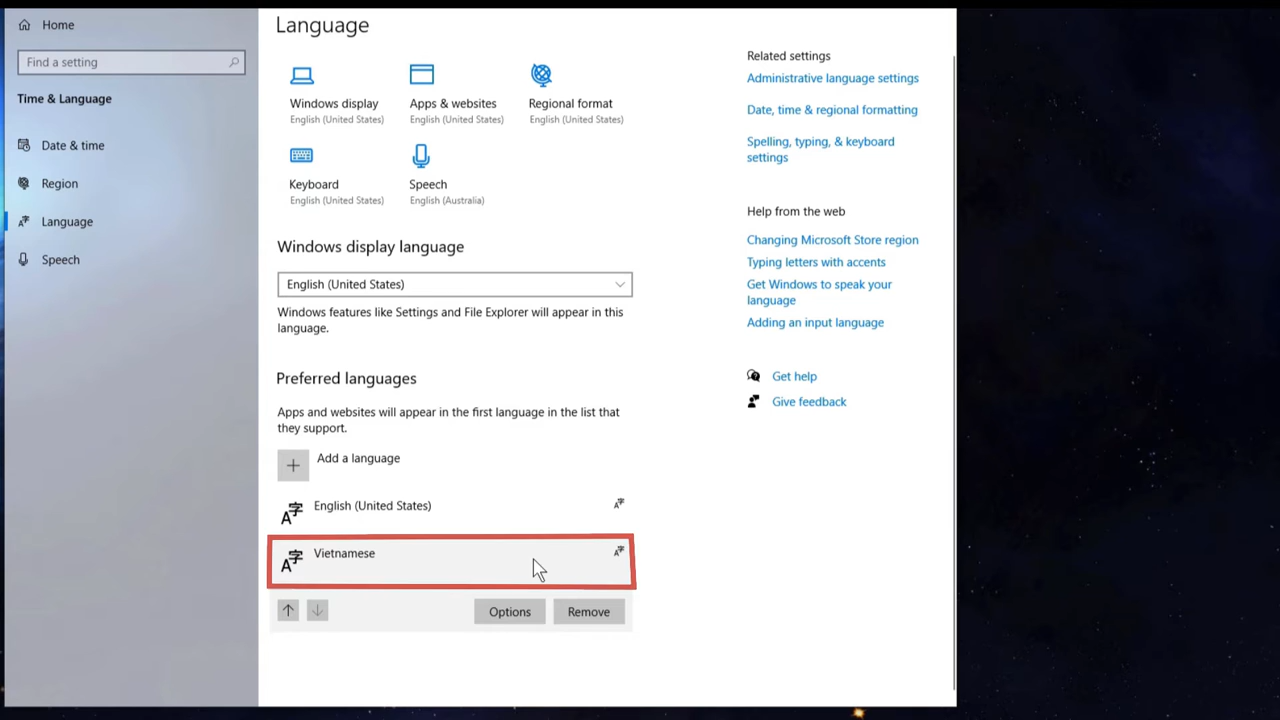 Home
Find a setting
Time & Language
Date & time
Region
Language
Speech
Language
Windows display
English (United States)
Apps & websites
English (United States)
Regional format
English (United States)
Keyboard
English (United States)
Speech
English (Australia)
Windows display language
English (United States)
Windows features like Settings and File Explorer will appear in this
language.
Preferred languages
Apps and websites will appear in the first language in the list that
they support.
Add a language
English (United States)
Vietnamese
Options
Remove
Related settings
Administrative language settings
Date, time & regional formatting
Spelling, typing, & keyboard
settings
Help from the web
Changing Microsoft Store region
Typing letters with accents
Get Windows to speak your
language
Adding an input language
Get help
Give feedback